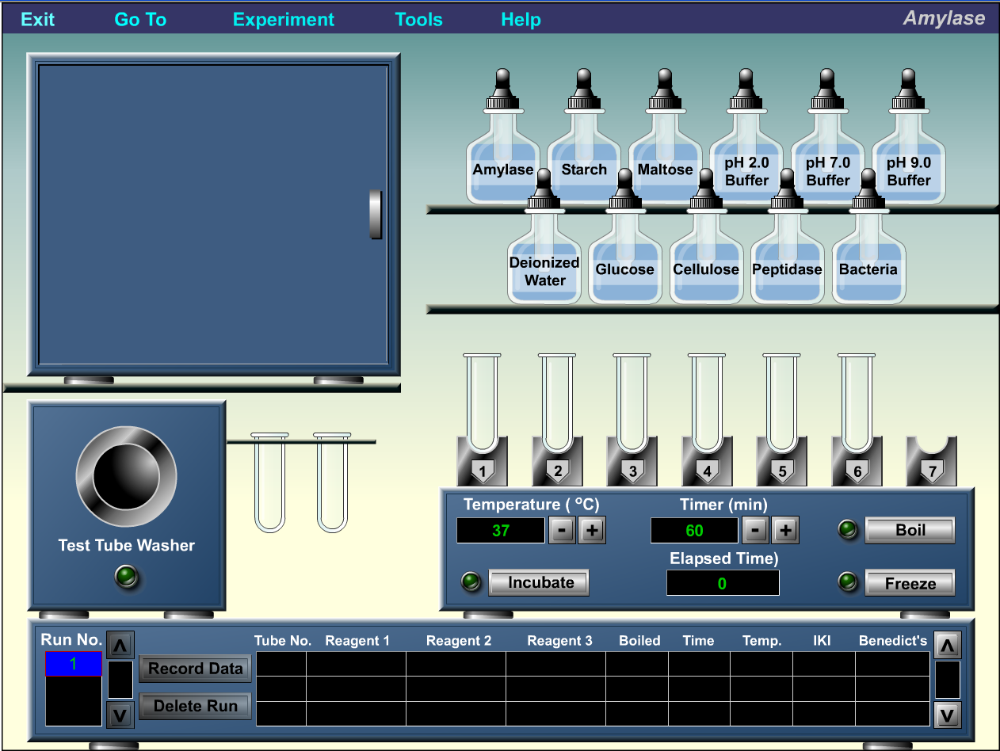 Exit Go To Experiment Tools Help Amylase
Amylase Starch Maltose pH 2.0 Buffer pH 7.0 Buffer pH 9.0 Buffer
Deionized Water Glucose Cellulose Peptidase Bacteria
1 2 3 4 5 6 7
Temperature ( °C) Timer (min)
37 - + 60 - + Boil
Elapsed Time)
Incubate 0 Freeze
Test Tube Washer
Run No. Λ Tube No. Reagent 1 Reagent 2 Reagent 3 Boiled Time Temp. IKI Benedict's Λ
1 Record Data
V Delete Run V